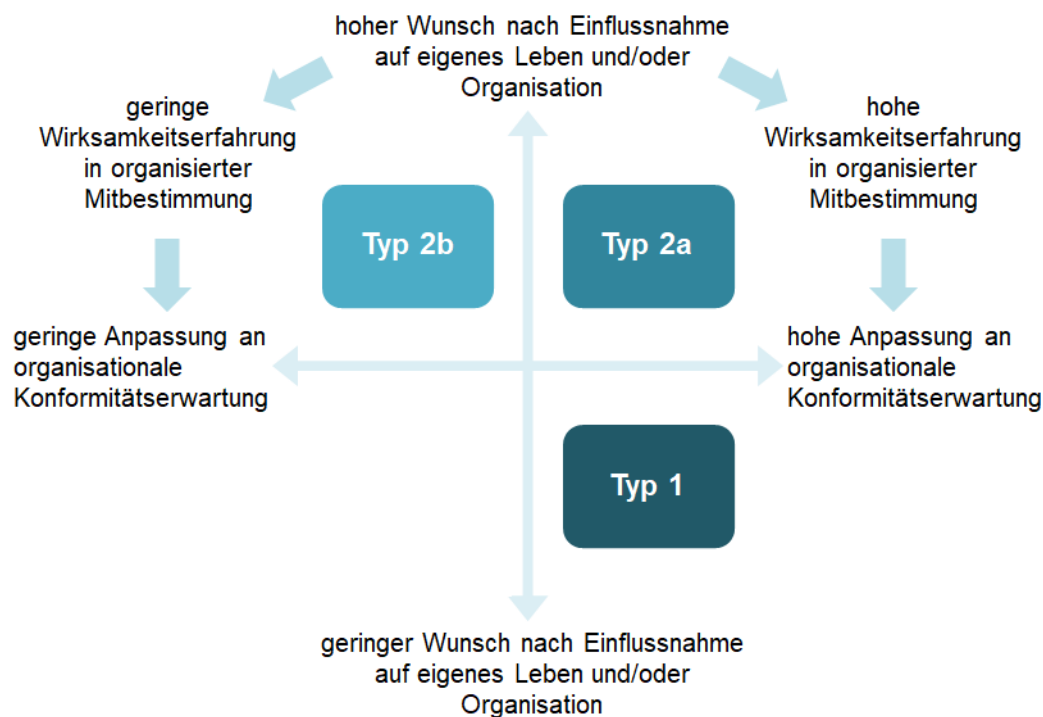 hoher Wunsch nach Einflussnahme
auf eigenes Leben und/oder
Organisation
geringe
Wirksamkeitserfahrung
in organisierter
Mitbestimmung
hohe
Wirksamkeitserfahrung
in organisierter
Mitbestimmung
Typ 2b
Typ 2a
geringe Anpassung an
organisationale
Konformitätserwartung
hohe Anpassung an
organisationale
Konformitätserwartung
Typ 1
geringer Wunsch nach Einflussnahme
auf eigenes Leben und/oder
Organisation